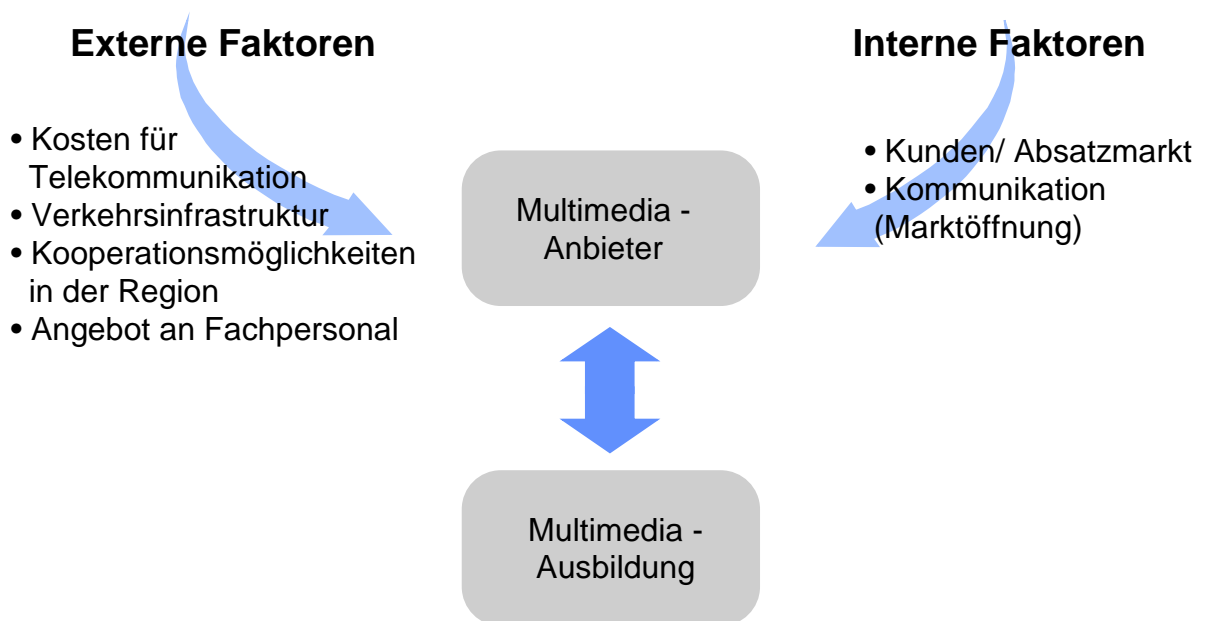 Externe Faktoren
• Kosten für
Telekommunikation
• Verkehrsinfrastruktur
• Kooperationsmöglichkeiten
in der Region
• Angebot an Fachpersonal
Interne Faktoren
• Kunden/ Absatzmarkt
• Kommunikation
(Marktöffnung)
Multimedia -
Anbieter
Multimedia -
Ausbildung